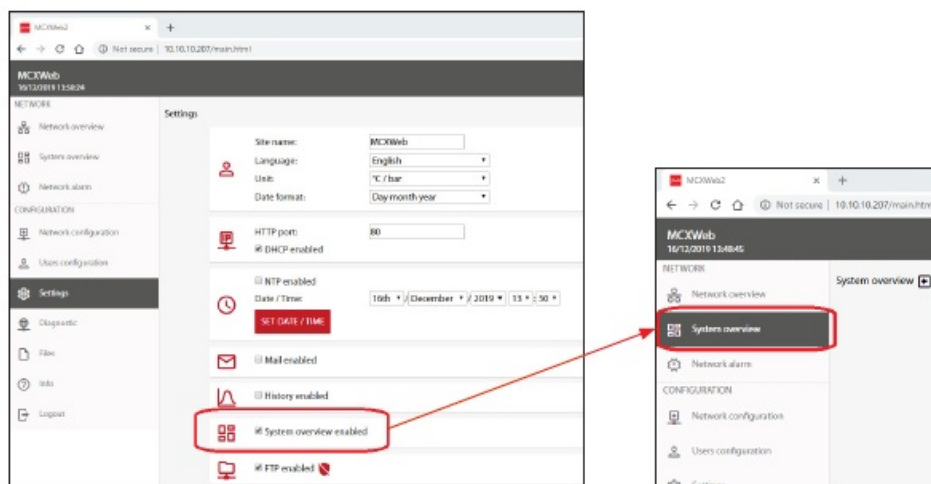 MCXWeb2
Not secure | 10.10.10.207/main.html
MCXWeb
16/12/2019 13:50:24
NETWORK
Network overview
System overview
Network alarm
CONFIGURATION
Network configuration
Users configuration
Settings
Diagnostic
Files
Info
Logout
Settings
Site name: MCXWeb
Language: English
Unit: °C / bar
Date format: Day month year
HTTP port: 80
DHCP enabled
NTP enabled
Date / Time: 16th / December / 2019 13 : 50
SET DATE / TIME
Mail enabled
History enabled
System overview enabled
FTP enabled
MCXWeb2
Not secure | 10.10.10.207/main.htm
MCXWeb
16/12/2019 13:48:45
NETWORK
Network overview
System overview
Network alarm
CONFIGURATION
Network configuration
Users configuration
Settings
System overview